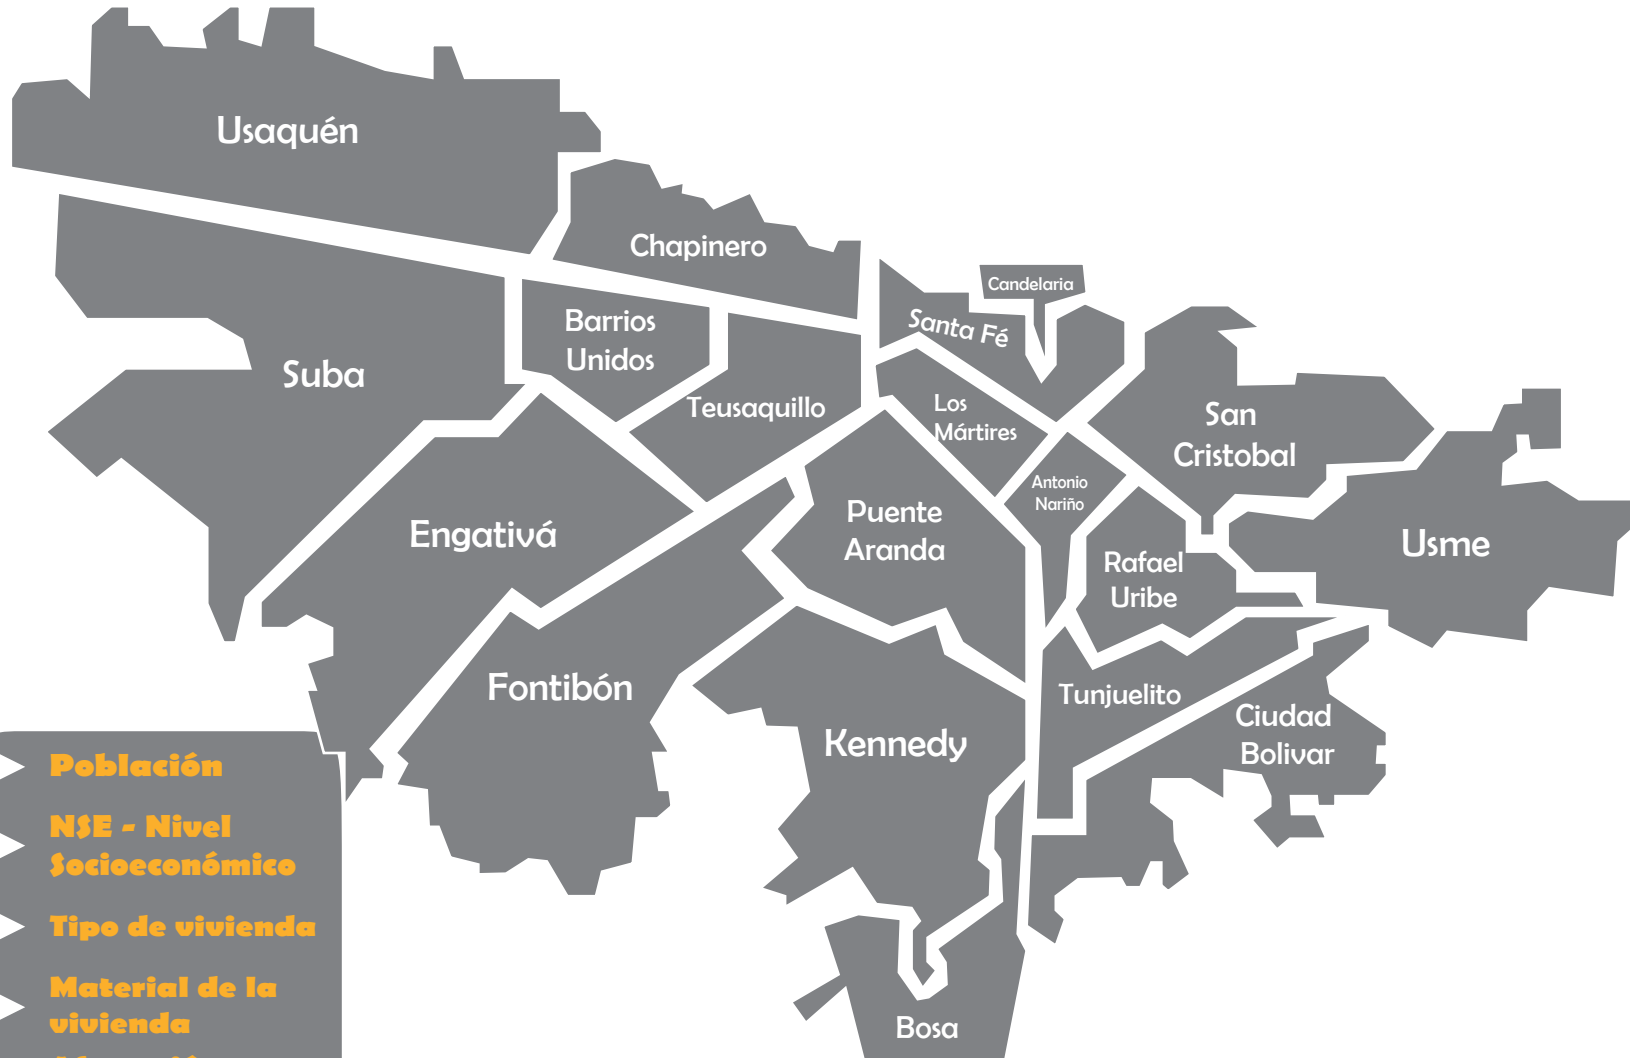 Usaquén
Chapinero
Candelaria
Santa Fé
Barrios
Unidos
Suba
Teusaquillo
Los
Mártires
San
Cristobal
Antonio
Nariño
Puente
Aranda
Engativá
Usme
Rafael
Uribe
Fontibón
Tunjuelito
Kennedy
Ciudad
Bolivar
Bosa
Población
NSE - Nivel
Socioeconómico
Tipo de vivienda
Material de la
vivienda